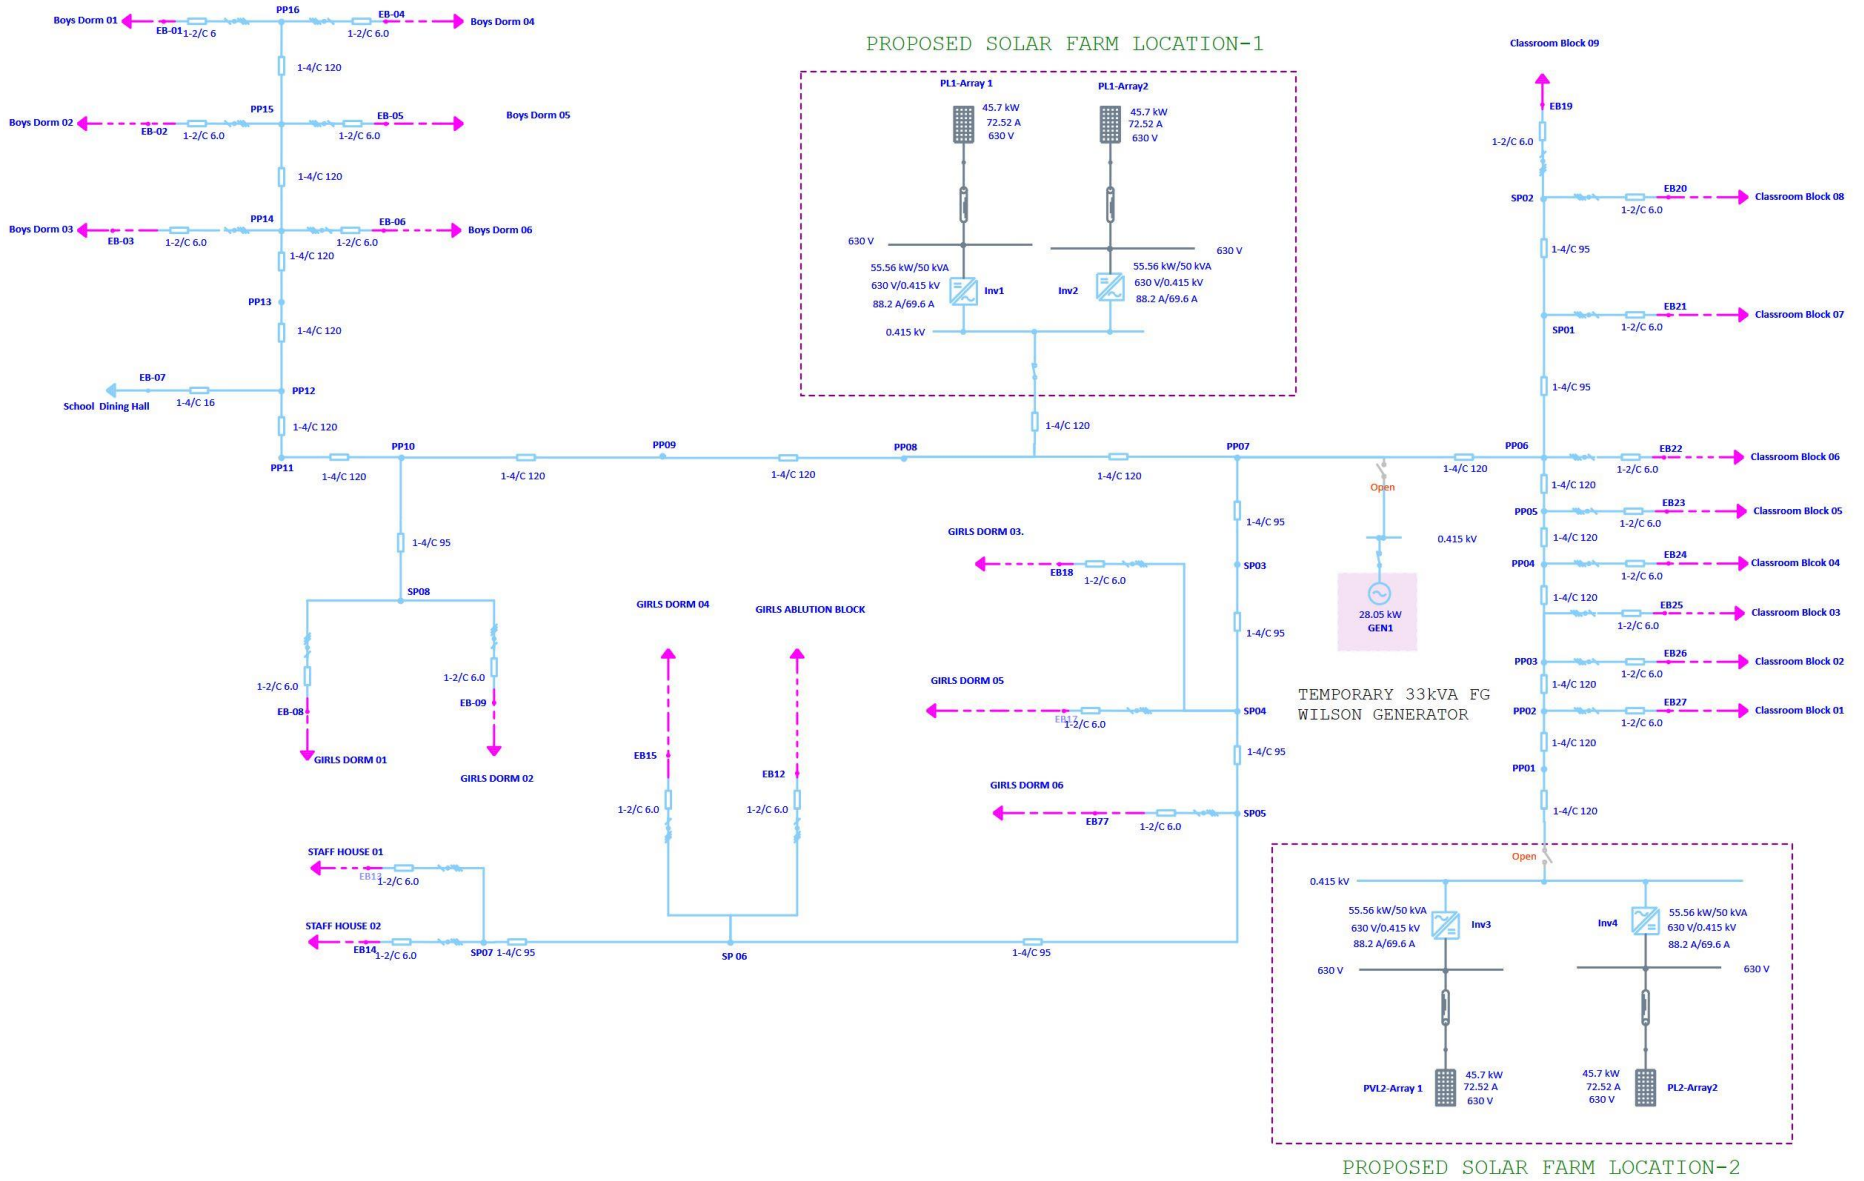 PP16
Boys Dorm 01
EB-01
1-2/C 6
EB-04
1-2/C 6.0
Boys Dorm 04
1-4/C 120
PP15
Boys Dorm 02
EB-02
1-2/C 6.0
EB-05
1-2/C 6.0
Boys Dorm 05
1-4/C 120
PP14
Boys Dorm 03
EB-03
1-2/C 6.0
EB-06
1-2/C 6.0
Boys Dorm 06
1-4/C 120
PP13
1-4/C 120
EB-07
School Dining Hall
1-4/C 16
PP12
1-4/C 120
PP11
1-4/C 120
PP10
1-4/C 120
PP09
1-4/C 120
PP08
PROPOSED SOLAR FARM LOCATION-1
PL1-Array 1
45.7 kW
72.52 A
630 V
PL1-Array2
45.7 kW
72.52 A
630 V
630 V
630 V
55.56 kW/50 kVA
630 V/0.415 kV
88.2 A/69.6 A
Inv1
Inv2
55.56 kW/50 kVA
630 V/0.415 kV
88.2 A/69.6 A
0.415 kV
1-4/C 120
1-4/C 120
PP07
Open
0.415 kV
28.05 kW
GEN1
TEMPORARY 33kVA FG
WILSON GENERATOR
1-4/C 120
PP06
Classroom Block 09
EB19
1-2/C 6.0
SP02
EB20
1-2/C 6.0
Classroom Block 08
1-4/C 95
EB21
1-2/C 6.0
Classroom Block 07
SP01
1-4/C 95
EB22
1-2/C 6.0
Classroom Block 06
1-4/C 120
PP05
EB23
1-2/C 6.0
Classroom Block 05
1-4/C 120
PP04
EB24
1-2/C 6.0
Classroom Blcok 04
1-4/C 120
EB25
1-2/C 6.0
Classroom Block 03
PP03
EB26
1-2/C 6.0
Classroom Block 02
1-4/C 120
PP02
EB27
1-2/C 6.0
Classroom Block 01
1-4/C 120
PP01
1-4/C 120
1-4/C 95
SP08
1-2/C 6.0
EB-08
GIRLS DORM 01
1-2/C 6.0
EB-09
GIRLS DORM 02
GIRLS DORM 04
EB15
1-2/C 6.0
GIRLS ABLUTION BLOCK
EB12
1-2/C 6.0
1-4/C 95
GIRLS DORM 03.
EB18
1-2/C 6.0
SP03
1-4/C 95
GIRLS DORM 05
EB17
1-2/C 6.0
SP04
1-4/C 95
GIRLS DORM 06
EB77
1-2/C 6.0
SP05
STAFF HOUSE 01
EB13
1-2/C 6.0
STAFF HOUSE 02
EB14
1-2/C 6.0
SP07
1-4/C 95
SP 06
1-4/C 95
Open
0.415 kV
55.56 kW/50 kVA
630 V/0.415 kV
88.2 A/69.6 A
Inv3
Inv4
55.56 kW/50 kVA
630 V/0.415 kV
88.2 A/69.6 A
630 V
630 V
PVL2-Array 1
45.7 kW
72.52 A
630 V
45.7 kW
72.52 A
630 V
PL2-Array2
PROPOSED SOLAR FARM LOCATION-2